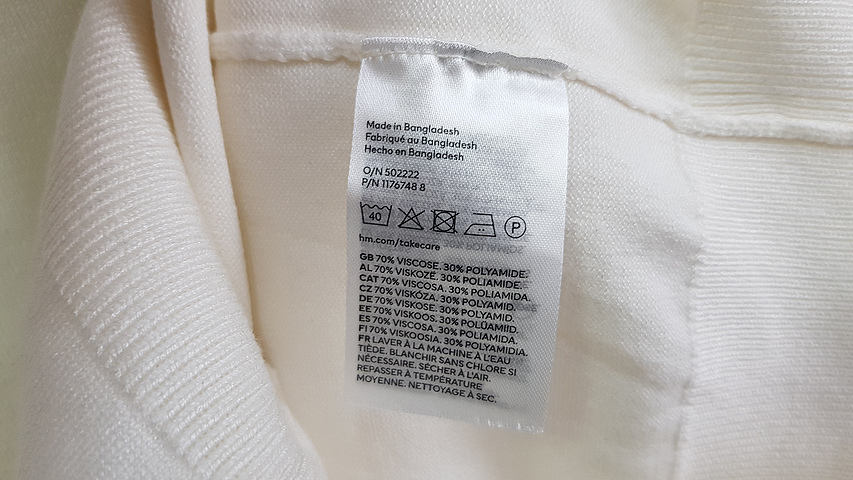 Made in Bangladesh
Fabriqué au Bangladesh
Hecho en Bangladesh
O/N 502222
P/N 1176748 8
40 P
hm.com/takecare
GB 70% VISCOSE. 30% POLYAMIDE.
AL 70% VISKOZË. 30% POLIAMIDE.
CAT 70% VISCOSA. 30% POLIAMIDA.
CZ 70% VISKÓZA. 30% POLYAMID.
DE 70% VISKOSE. 30% POLYAMID.
EE 70% VISKOOS. 30% POLÜAMIID.
ES 70% VISCOSA. 30% POLIAMIDA.
FI 70% VISKOOSIA. 30% POLYAMIDIA.
FR LAVER À LA MACHINE À L'EAU
TIÈDE. BLANCHIR SANS CHLORE SI
NÉCESSAIRE. SÉCHER À L'AIR.
REPASSER À TEMPÉRATURE
MOYENNE. NETTOYAGE À SEC.